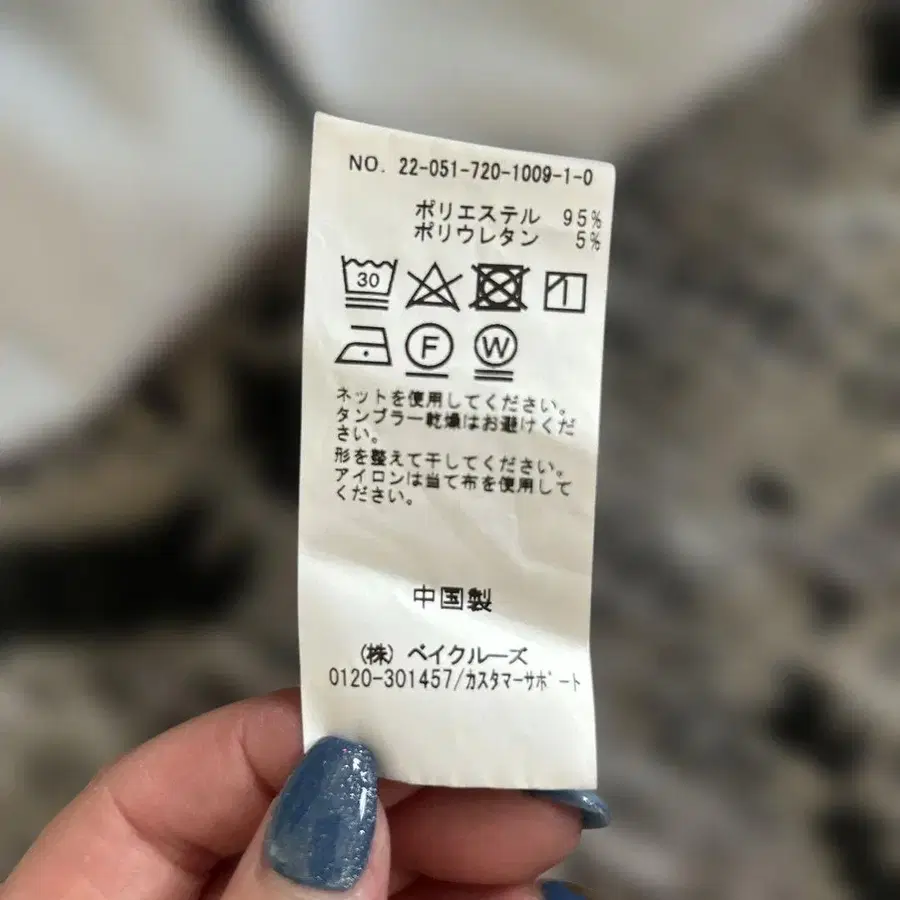 NO. 22-051-720-1009-1-0
ポリエステル 95%
ポリウレタン 5%
30
F W
ネットを使用してください。
タンブラー乾燥はお避けくだ
さい。
形を整えて干してください。
アイロンは当て布を使用して
ください。
中国製
(株) ベイクルーズ
0120-301457/カスタマーサポート